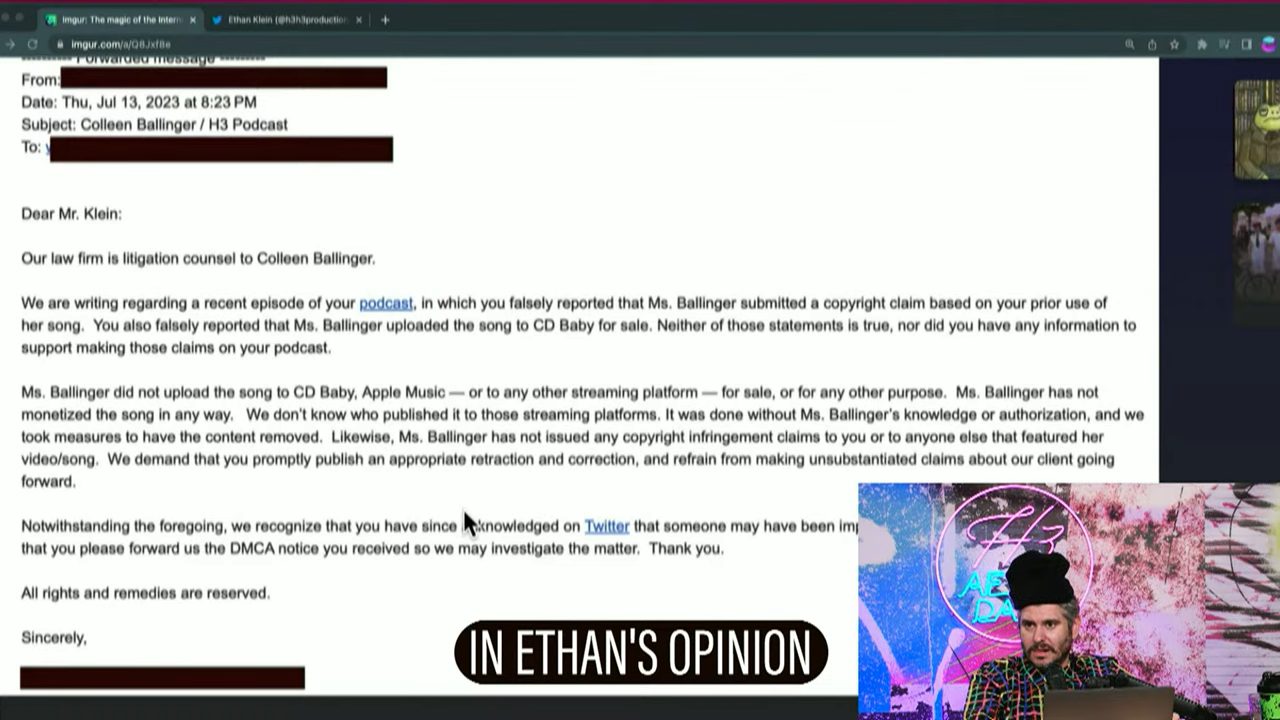 Imgur: The magic of the Intern
Ethan Klein (@h3h3production
imgur.com/a/Q8Jxf8e
---------- Forwarded message ---------
From:
Date: Thu, Jul 13, 2023 at 8:23 PM
Subject: Colleen Ballinger / H3 Podcast
To:
Dear Mr. Klein:
Our law firm is litigation counsel to Colleen Ballinger.
We are writing regarding a recent episode of your podcast, in which you falsely reported that Ms. Ballinger submitted a copyright claim based on your prior use of
her song. You also falsely reported that Ms. Ballinger uploaded the song to CD Baby for sale. Neither of those statements is true, nor did you have any information to
support making those claims on your podcast.
Ms. Ballinger did not upload the song to CD Baby, Apple Music — or to any other streaming platform — for sale, or for any other purpose. Ms. Ballinger has not
monetized the song in any way. We don't know who published it to those streaming platforms. It was done without Ms. Ballinger's knowledge or authorization, and we
took measures to have the content removed. Likewise, Ms. Ballinger has not issued any copyright infringement claims to you or to anyone else that featured her
video/song. We demand that you promptly publish an appropriate retraction and correction, and refrain from making unsubstantiated claims about our client going
forward.
Notwithstanding the foregoing, we recognize that you have since acknowledged on Twitter that someone may have been imp
that you please forward us the DMCA notice you received so we may investigate the matter. Thank you.
All rights and remedies are reserved.
Sincerely,
H3
IN ETHAN'S OPINION